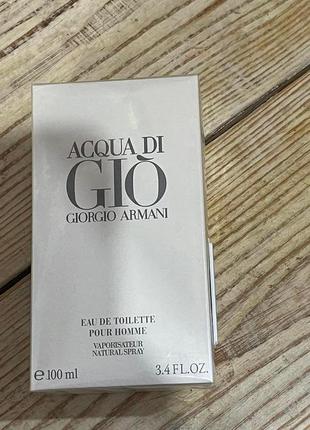 ACQUA DI
GIÒ
GIORGIO ARMANI
EAU DE TOILETTE
POUR HOMME
VAPORISATEUR
NATURAL SPRAY
℮ 100 ml 3.4 FL.OZ.